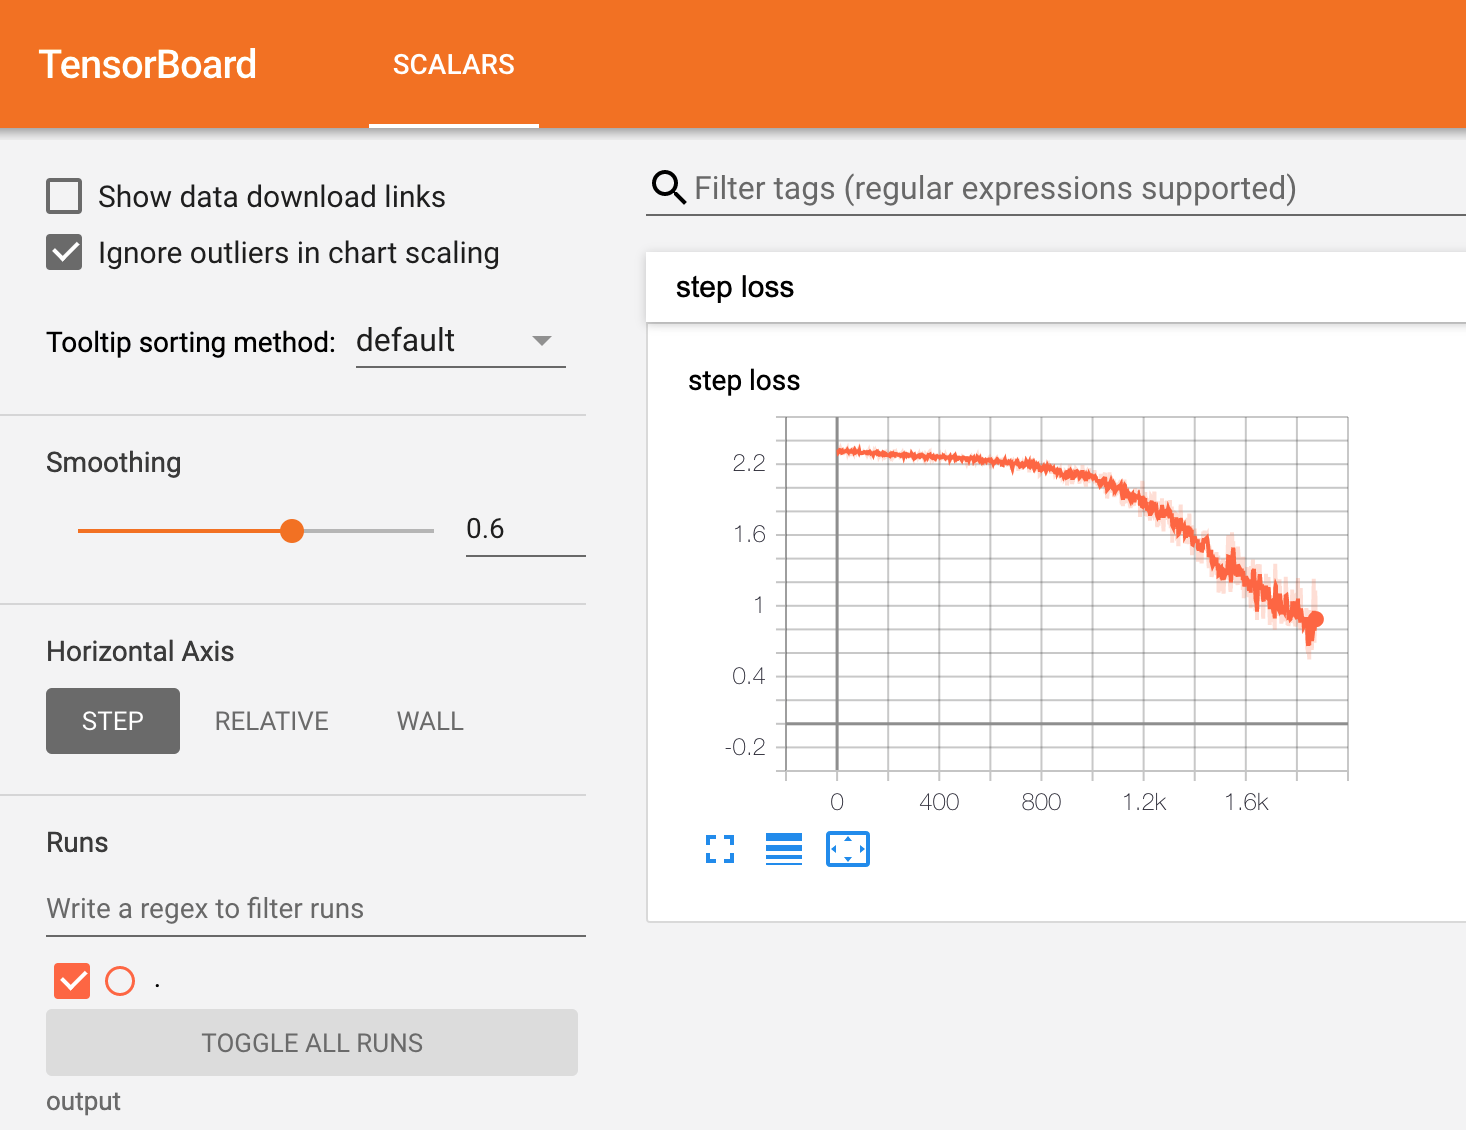 TensorBoard
SCALARS
Show data download links
Ignore outliers in chart scaling
Tooltip sorting method: default
Smoothing
0.6
Horizontal Axis
STEP RELATIVE WALL
Runs
Write a regex to filter runs
.
TOGGLE ALL RUNS
output
Filter tags (regular expressions supported)
step loss
step loss
2.2
1.6
1
0.4
-0.2
0 400 800 1.2k 1.6k